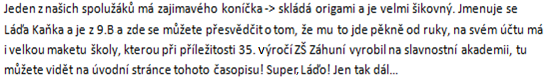 Jeden z našich spolužáků má zajimavého koníčka -> skládá origami a je velmi šikovný. Jmenuje se
Láďa Kaňka a je z 9.B a zde se můžete přesvědčit o tom, že mu to jde pěkně od ruky, na svém účtu má
i velkou maketu školy, kterou při příležitosti 35. výročí ZŠ Záhuní vyrobil na slavnostní akademii, tu
můžete vidět na úvodní stránce tohoto časopisu! Super, Láďo! Jen tak dál...